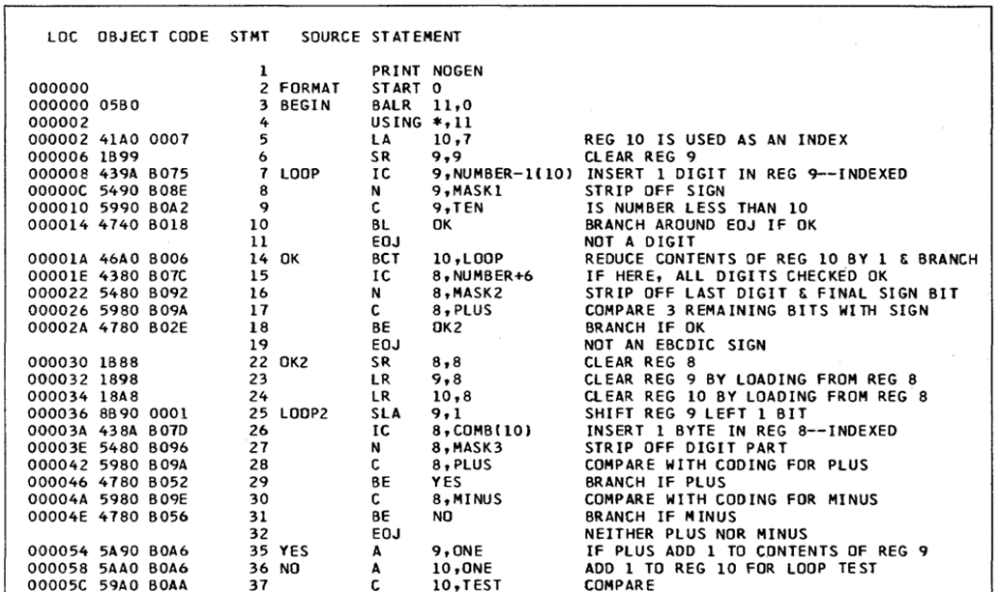 LOC OBJECT CODE STMT SOURCE STATEMENT
1 PRINT NOGEN
000000 2 FORMAT START 0
000000 05B0 3 BEGIN BALR 11,0
000002 4 USING *,11
000002 41A0 0007 5 LA 10,7 REG 10 IS USED AS AN INDEX
000006 1B99 6 SR 9,9 CLEAR REG 9
000008 439A B075 7 LOOP IC 9,NUMBER-1(10) INSERT 1 DIGIT IN REG 9--INDEXED
00000C 5490 B08E 8 N 9,MASK1 STRIP OFF SIGN
000010 5990 B0A2 9 C 9,TEN IS NUMBER LESS THAN 10
000014 4740 B018 10 BL OK BRANCH AROUND EOJ IF OK
11 EOJ NOT A DIGIT
00001A 46A0 B006 14 OK BCT 10,LOOP REDUCE CONTENTS OF REG 10 BY 1 & BRANCH
00001E 4380 B07C 15 IC 8,NUMBER+6 IF HERE, ALL DIGITS CHECKED OK
000022 5480 B092 16 N 8,MASK2 STRIP OFF LAST DIGIT & FINAL SIGN BIT
000026 5980 B09A 17 C 8,PLUS COMPARE 3 REMAINING BITS WITH SIGN
00002A 4780 B02E 18 BE OK2 BRANCH IF OK
19 EOJ NOT AN EBCDIC SIGN
000030 1B88 22 OK2 SR 8,8 CLEAR REG 8
000032 1898 23 LR 9,8 CLEAR REG 9 BY LOADING FROM REG 8
000034 18A8 24 LR 10,8 CLEAR REG 10 BY LOADING FROM REG 8
000036 8B90 0001 25 LOOP2 SLA 9,1 SHIFT REG 9 LEFT 1 BIT
00003A 438A B07D 26 IC 8,COMB(10) INSERT 1 BYTE IN REG 8--INDEXED
00003E 5480 B096 27 N 8,MASK3 STRIP OFF DIGIT PART
000042 5980 B09A 28 C 8,PLUS COMPARE WITH CODING FOR PLUS
000046 4780 B052 29 BE YES BRANCH IF PLUS
00004A 5980 B09E 30 C 8,MINUS COMPARE WITH CODING FOR MINUS
00004E 4780 B056 31 BE NO BRANCH IF MINUS
32 EOJ NEITHER PLUS NOR MINUS
000054 5A90 B0A6 35 YES A 9,ONE IF PLUS ADD 1 TO CONTENTS OF REG 9
000058 5AA0 B0A6 36 NO A 10,ONE ADD 1 TO REG 10 FOR LOOP TEST
00005C 59A0 B0AA 37 C 10,TEST COMPARE